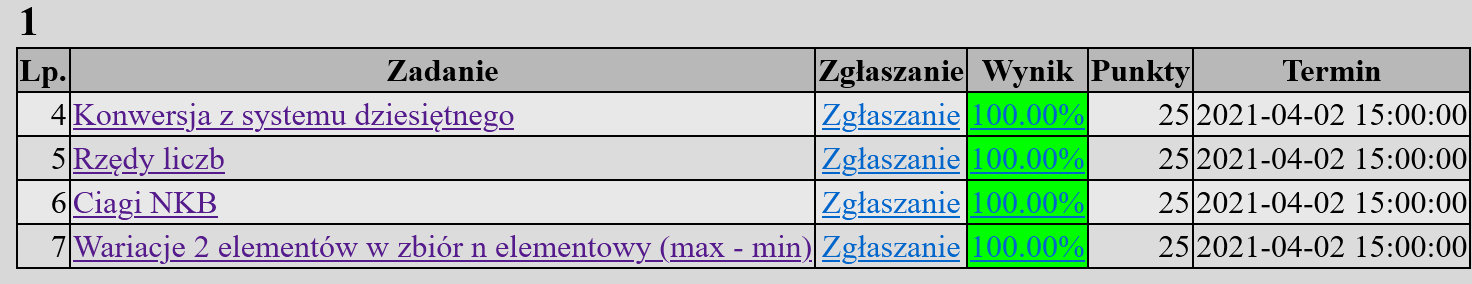 1
Lp. Zadanie Zgłaszanie Wynik Punkty Termin
4 Konwersja z systemu dziesiętnego Zgłaszanie 100.00% 25 2021-04-02 15:00:00
5 Rzędy liczb Zgłaszanie 100.00% 25 2021-04-02 15:00:00
6 Ciagi NKB Zgłaszanie 100.00% 25 2021-04-02 15:00:00
7 Wariacje 2 elementów w zbiór n elementowy (max - min) Zgłaszanie 100.00% 25 2021-04-02 15:00:00